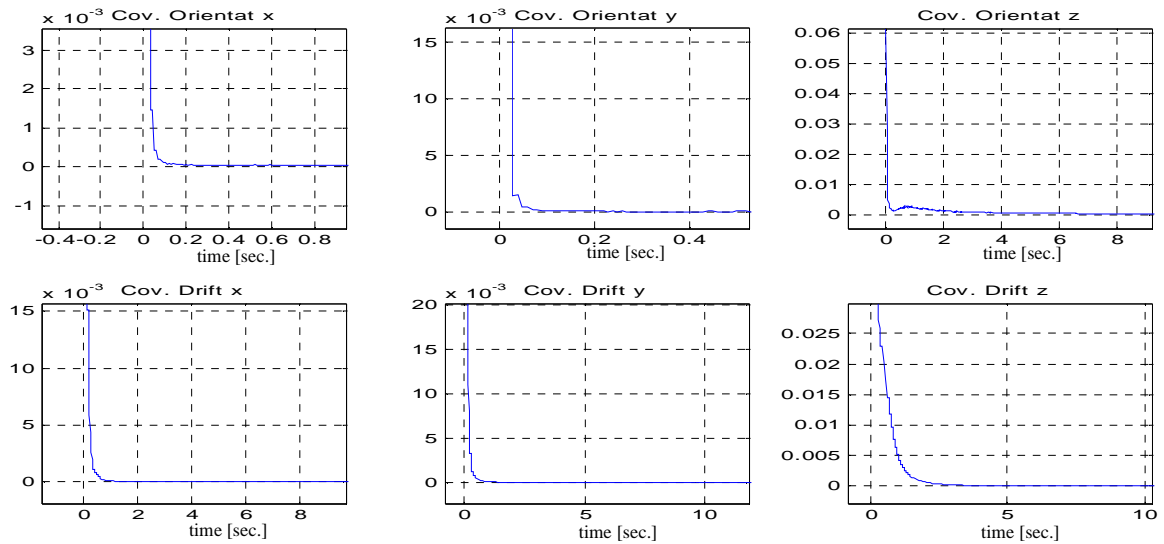 x 10⁻³ Cov. Orientat x
3
2
1
0
-1
-0.4 -0.2 0 0.2 0.4 0.6 0.8
time [sec.]
x 10⁻³ Cov. Orientat y
15
10
5
0
0 0.2 0.4
time [sec.]
Cov. Orientat z
0.06
0.05
0.04
0.03
0.02
0.01
0
0 2 4 6 8
time [sec.]
x 10⁻³ Cov. Drift x
15
10
5
0
0 2 4 6 8
time [sec.]
x 10⁻³ Cov. Drift y
20
15
10
5
0
0 5 10
time [sec.]
Cov. Drift z
0.025
0.02
0.015
0.01
0.005
0
0 5 10
time [sec.]